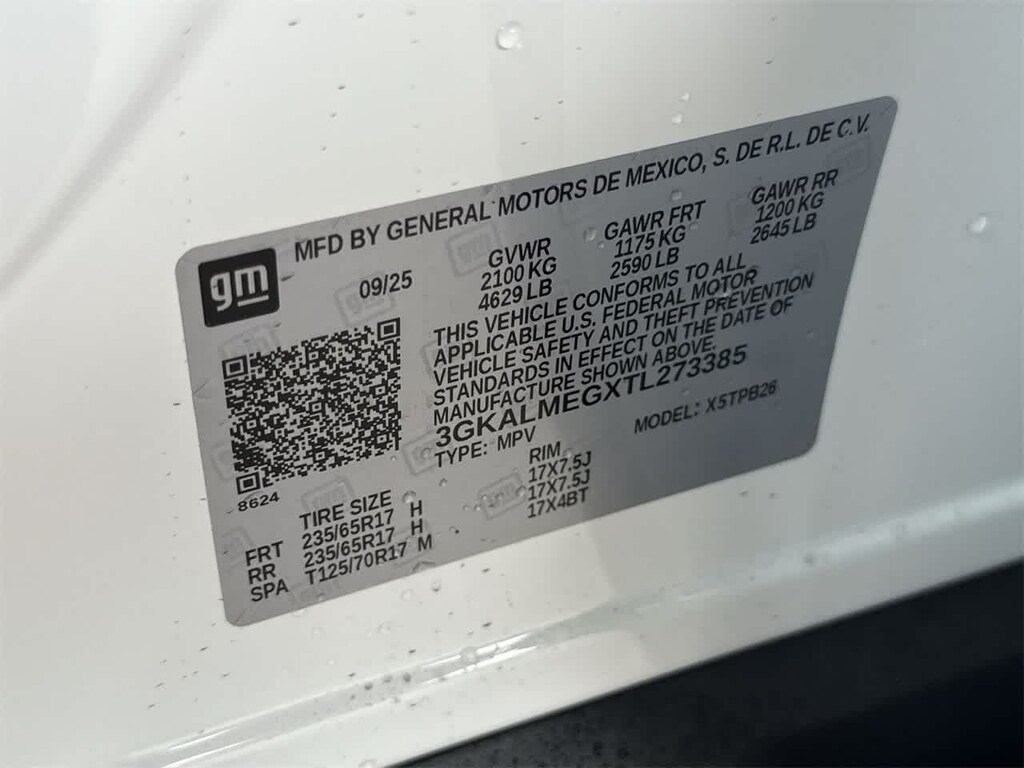 gm
MFD BY GENERAL MOTORS DE MEXICO, S. DE R.L. DE C.V.
09/25
GVWR GAWR FRT GAWR RR
2100 KG 1175 KG 1200 KG
4629 LB 2590 LB 2645 LB
THIS VEHICLE CONFORMS TO ALL
APPLICABLE U.S. FEDERAL MOTOR
VEHICLE SAFETY AND THEFT PREVENTION
STANDARDS IN EFFECT ON THE DATE OF
MANUFACTURE SHOWN ABOVE.
3GKALMEGXTL273385
TYPE: MPV MODEL: X5TPB26
8624
TIRE SIZE RIM
FRT 235/65R17 H 17X7.5J
RR 235/65R17 H 17X7.5J
SPA T125/70R17 M 17X4BT